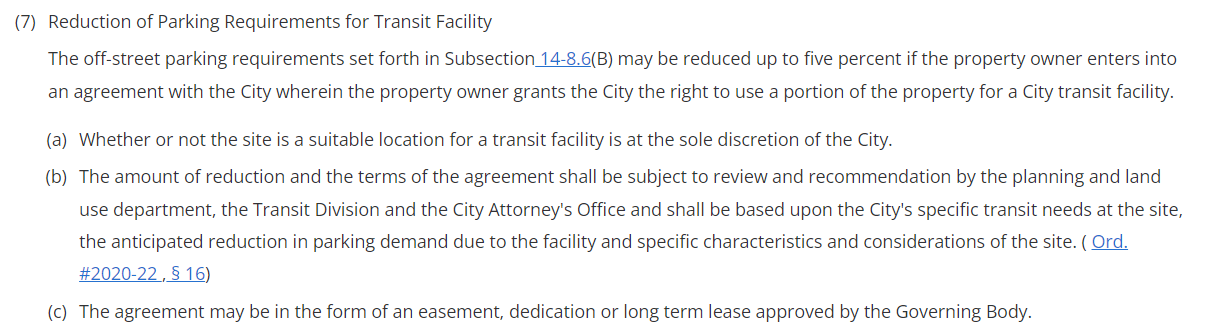 (7) Reduction of Parking Requirements for Transit Facility
The off-street parking requirements set forth in Subsection 14-8.6(B) may be reduced up to five percent if the property owner enters into
an agreement with the City wherein the property owner grants the City the right to use a portion of the property for a City transit facility.
(a) Whether or not the site is a suitable location for a transit facility is at the sole discretion of the City.
(b) The amount of reduction and the terms of the agreement shall be subject to review and recommendation by the planning and land
use department, the Transit Division and the City Attorney's Office and shall be based upon the City's specific transit needs at the site,
the anticipated reduction in parking demand due to the facility and specific characteristics and considerations of the site. ( Ord.
#2020-22 , § 16)
(c) The agreement may be in the form of an easement, dedication or long term lease approved by the Governing Body.